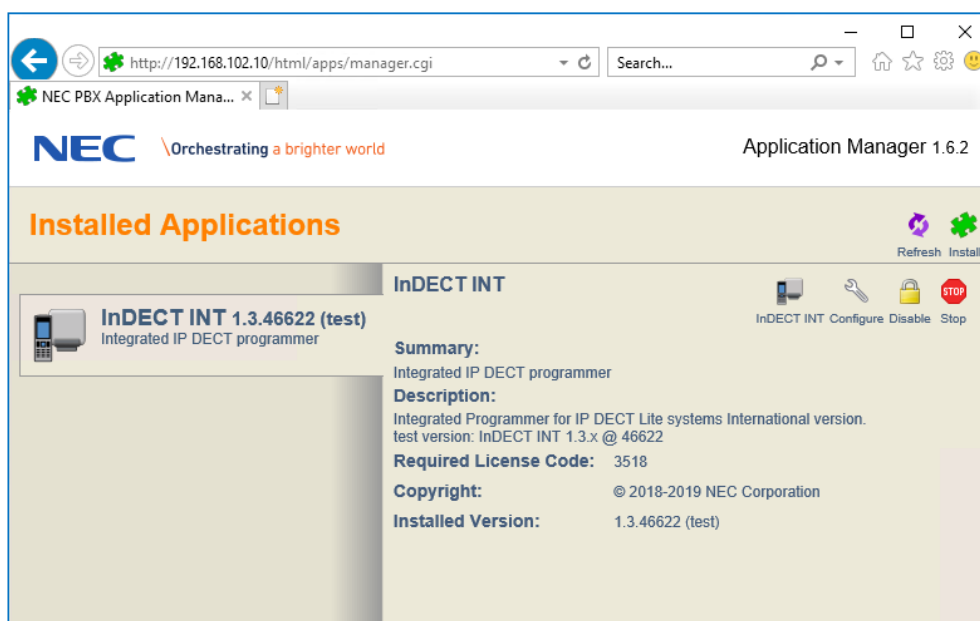 http://192.168.102.10/html/apps/manager.cgi
Search...
NEC PBX Application Mana...
NEC \Orchestrating a brighter world
Application Manager 1.6.2
Installed Applications
Refresh Install
InDECT INT 1.3.46622 (test)
Integrated IP DECT programmer
InDECT INT
InDECT INT Configure Disable Stop
STOP
Summary:
Integrated IP DECT programmer
Description:
Integrated Programmer for IP DECT Lite systems International version.
test version: InDECT INT 1.3.x @ 46622
Required License Code: 3518
Copyright: © 2018-2019 NEC Corporation
Installed Version: 1.3.46622 (test)